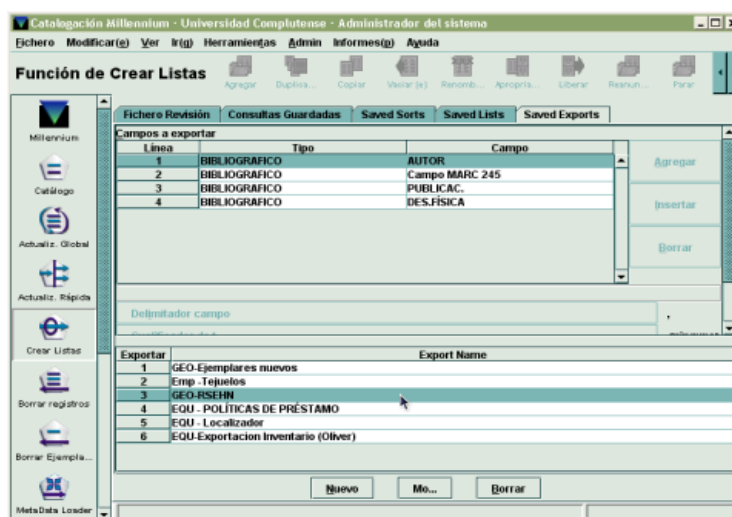 Catalogación Millennium · Universidad Complutense · Administrador del sistema
Fichero Modificar(e) Ver Ir(g) Herramientas Admin Informes(p) Ayuda
Función de Crear Listas
Agregar Duplica... Copiar Vaciar (e) Renomb... Apropria... Liberar Reanun... Parar
Millennium
Catálogo
Actualiz. Global
Actualiz. Rápida
Crear Listas
Borrar registros
Borrar Ejempla...
MetaData Loader
Fichero Revisión Consultas Guardadas Saved Sorts Saved Lists Saved Exports
Campos a exportar
Línea Tipo Campo
1 BIBLIOGRAFICO AUTOR
2 BIBLIOGRAFICO Campo MARC 245
3 BIBLIOGRAFICO PUBLICAC.
4 BIBLIOGRAFICO DES.FÍSICA
Agregar
Insertar
Borrar
Delimitador campo ,
Exportar Export Name
1 GEO-Ejemplares nuevos
2 Emp -Tejuelos
3 GEO-RSEHN
4 EQU - POLÍTICAS DE PRÉSTAMO
5 EQU - Localizador
6 EQU-Exportacion Inventario (Oliver)
Nuevo Mo... Borrar